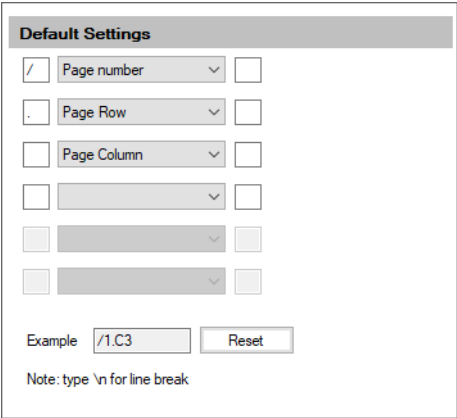 Default Settings
/ Page number
. Page Row
Page Column
Example /1.C3 Reset
Note: type \n for line break